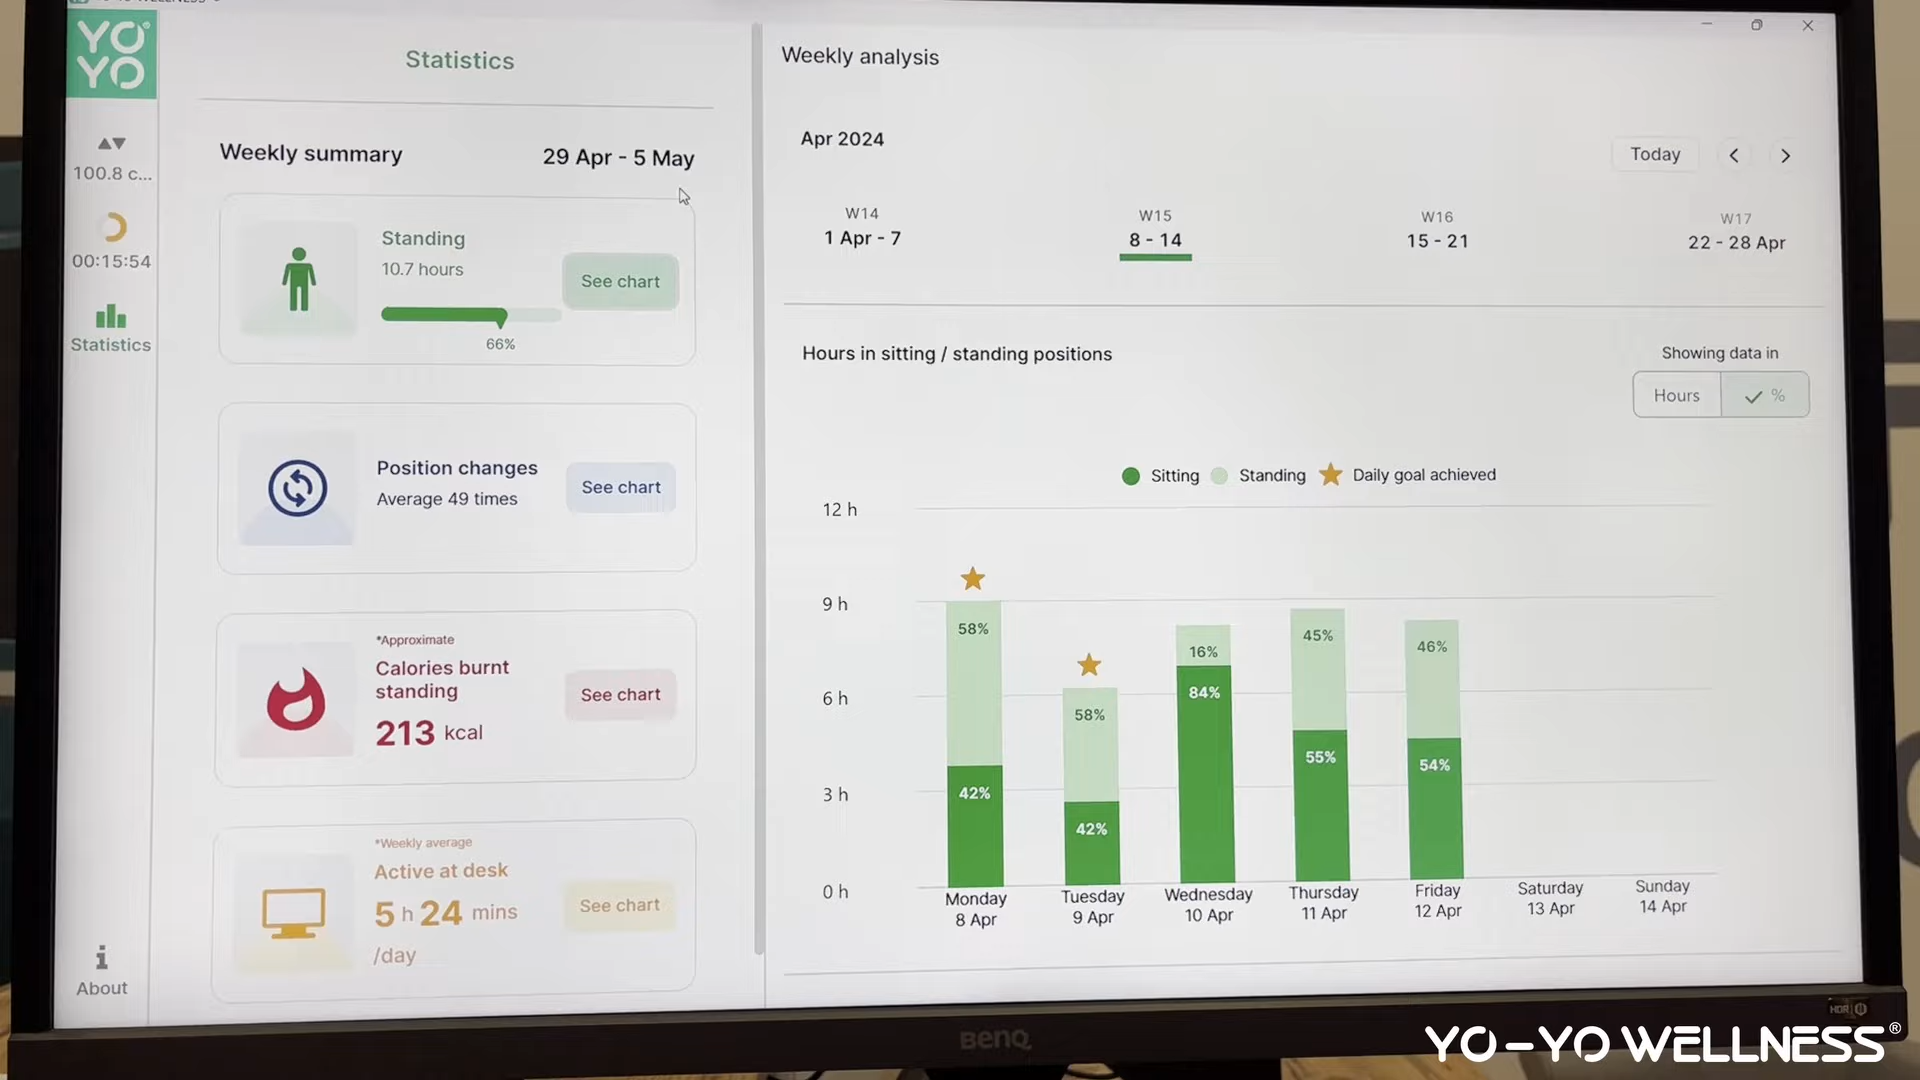 YO
YO
100.8 c...
00:15:54
Statistics
About
Statistics
Weekly summary
29 Apr - 5 May
Standing
10.7 hours
66%
See chart
Position changes
Average 49 times
See chart
*Approximate
Calories burnt
standing
213 kcal
See chart
*Weekly average
Active at desk
5 h 24 mins
/day
See chart
Weekly analysis
Apr 2024
Today
W14
1 Apr - 7
W15
8 - 14
W16
15 - 21
W17
22 - 28 Apr
Hours in sitting / standing positions
Showing data in
Hours
%
Sitting
Standing
Daily goal achieved
12 h
9 h
6 h
3 h
0 h
58%
42%
58%
42%
16%
84%
45%
55%
46%
54%
Monday
8 Apr
Tuesday
9 Apr
Wednesday
10 Apr
Thursday
11 Apr
Friday
12 Apr
Saturday
13 Apr
Sunday
14 Apr
BenQ
HDR
YO-YO WELLNESS®